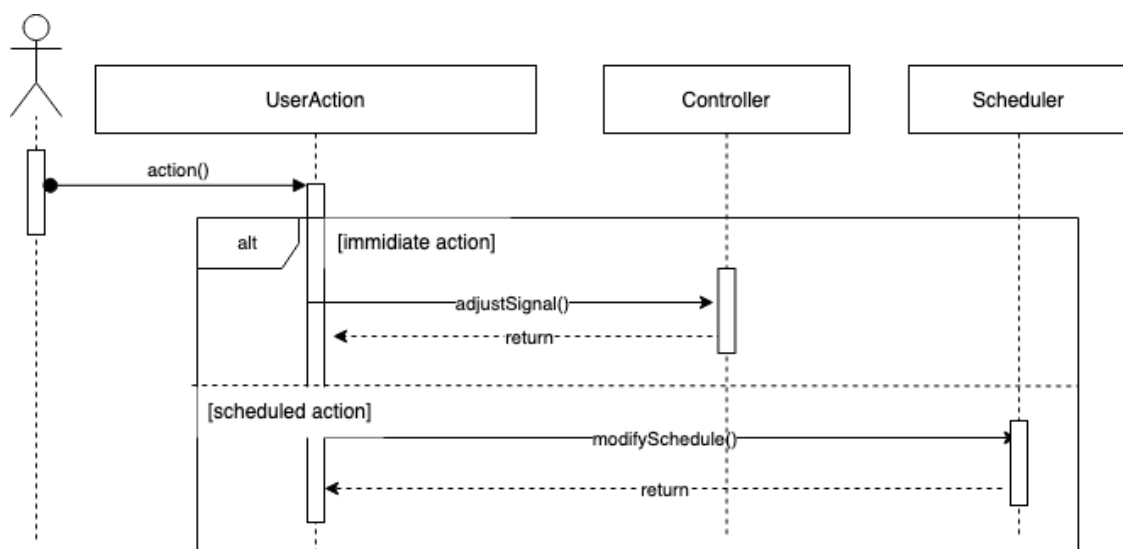 UserAction
Controller
Scheduler
action()
alt
[immidiate action]
adjustSignal()
return
[scheduled action]
modifySchedule()
return